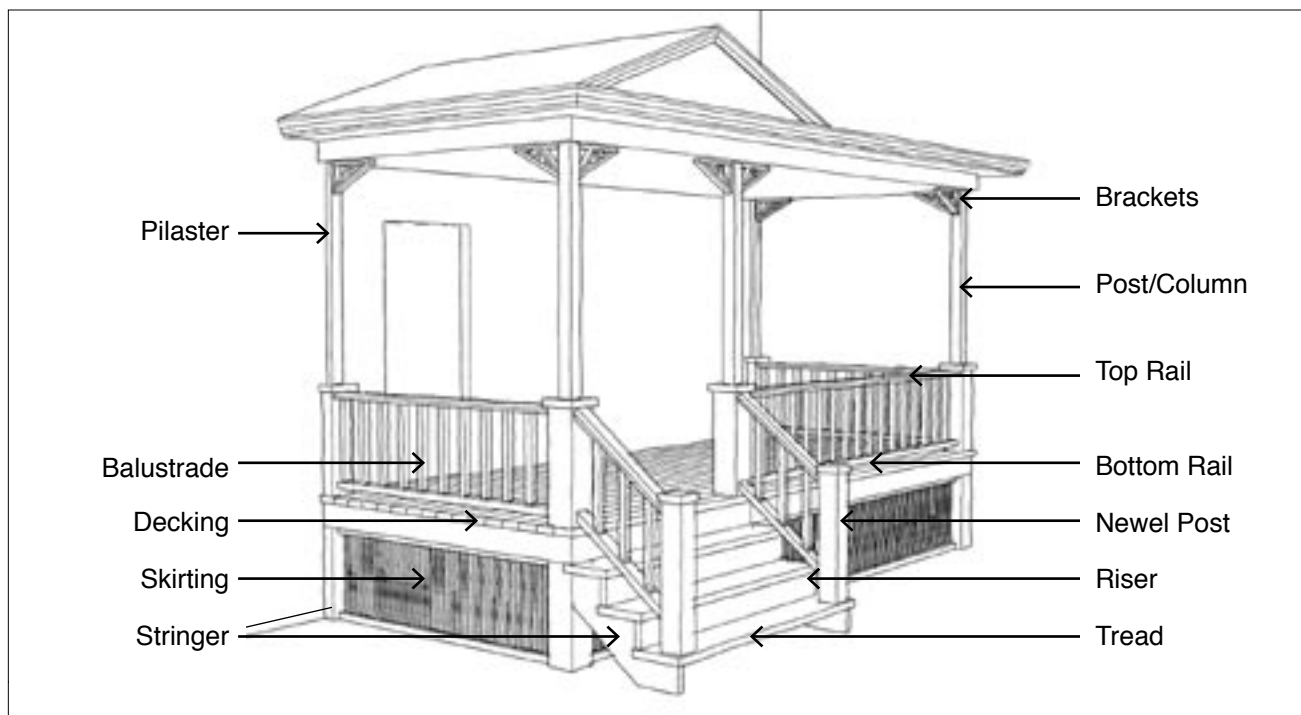 Pilaster
Balustrade
Decking
Skirting
Stringer
Brackets
Post/Column
Top Rail
Bottom Rail
Newel Post
Riser
Tread